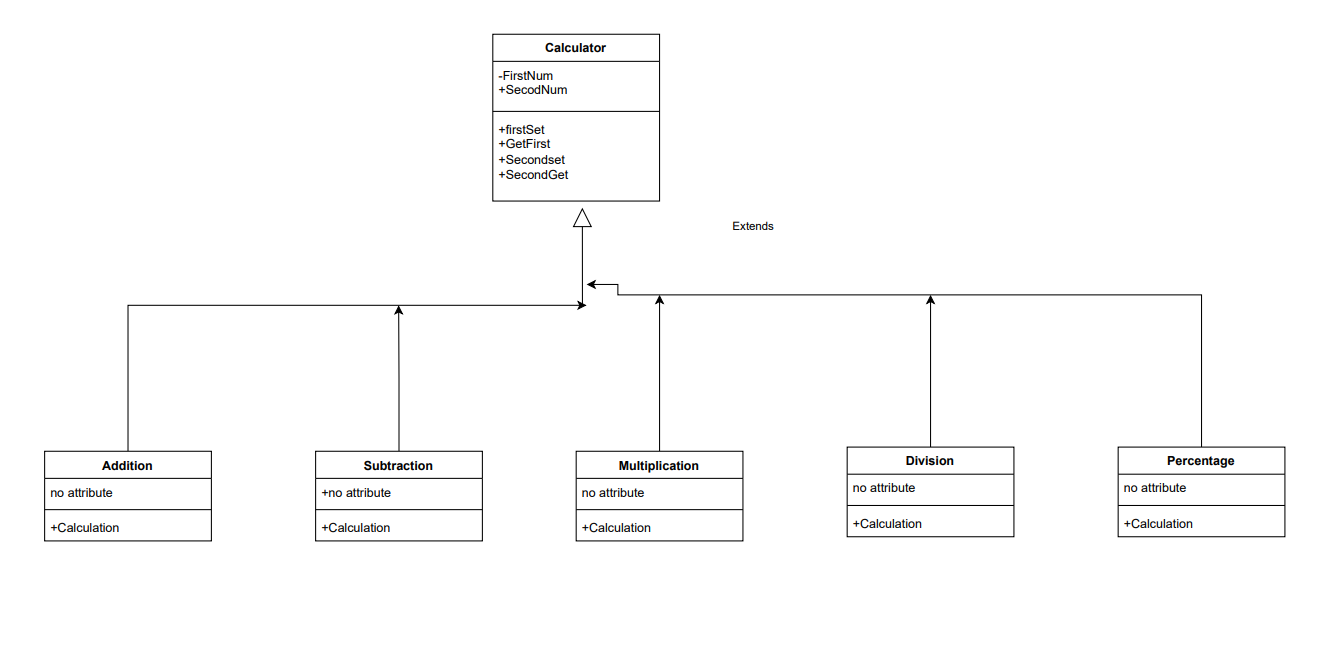 Calculator
-FirstNum
+SecodNum
+firstSet
+GetFirst
+Secondset
+SecondGet
Extends
Addition
no attribute
+Calculation
Subtraction
+no attribute
+Calculation
Multiplication
no attribute
+Calculation
Division
no attribute
+Calculation
Percentage
no attribute
+Calculation